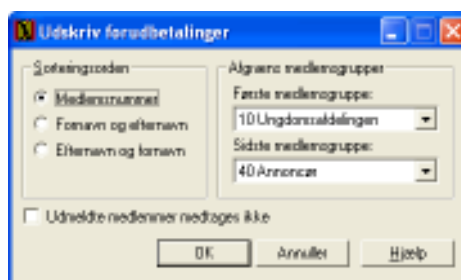 Udskriv forudbetalinger
Sorteringsorden
Medlemsnummer
Fornavn og efternavn
Efternavn og fornavn
Afgræns medlemsgrupper
Første medlemsgruppe:
10 Ungdomsafdelingen
Sidste medlemsgruppe:
40 Annoncør
Udmeldte medlemmer medtages ikke
OK
Annuller
Hjælp